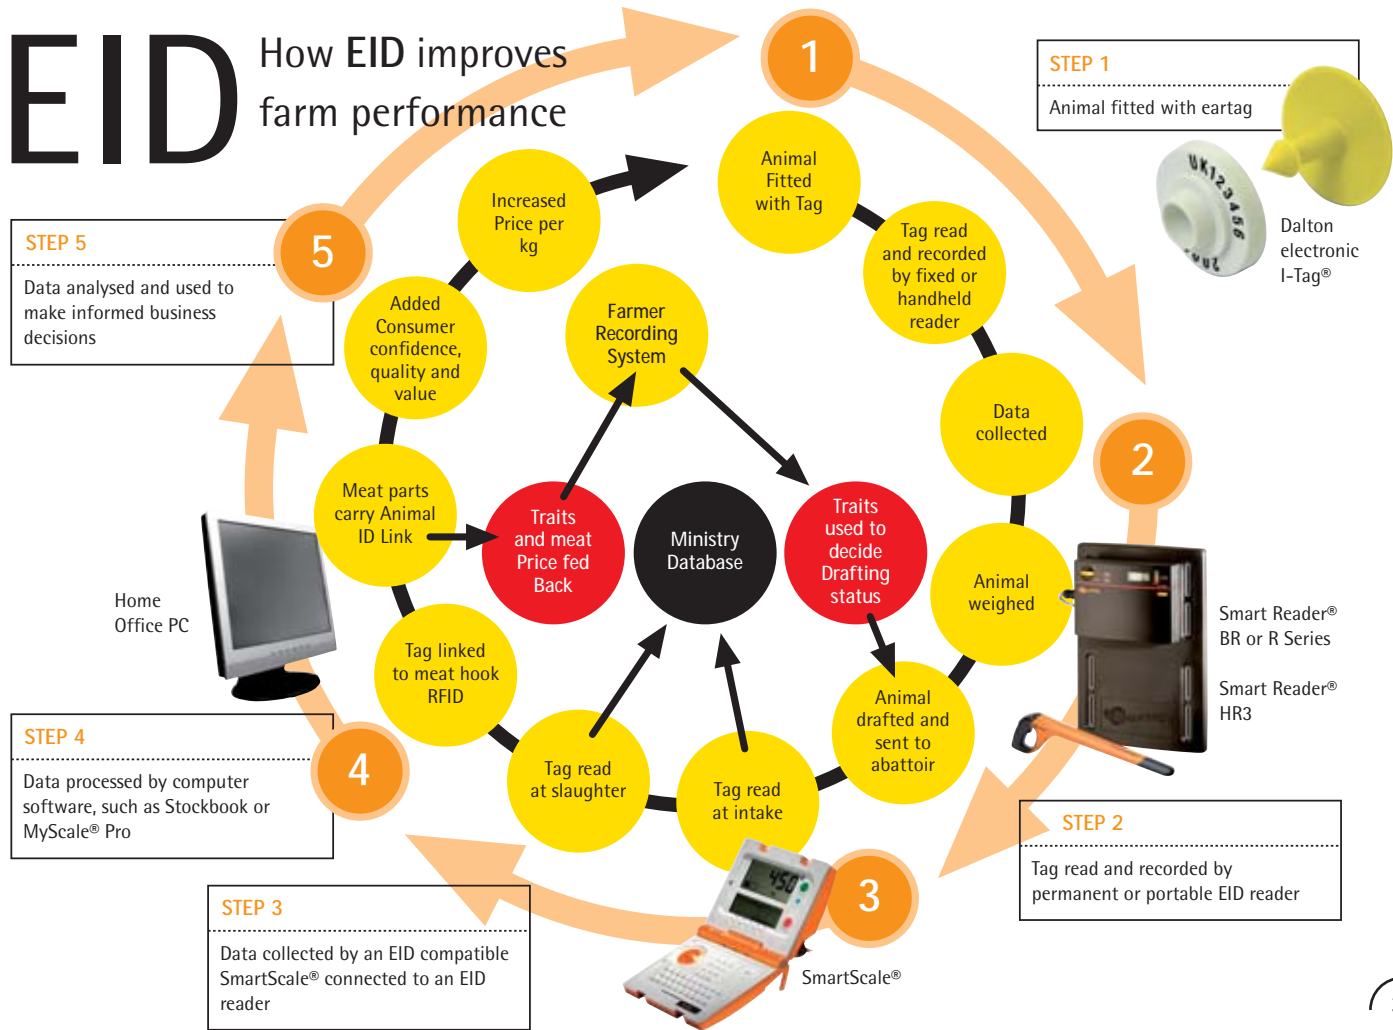 EID
How EID improves
farm performance
1
STEP 1
Animal fitted with eartag
UK123456
Dalton
electronic
I-Tag®
Animal
Fitted
with Tag
Tag read
and recorded
by fixed or
handheld
reader
Data
collected
2
Animal
weighed
Smart Reader®
BR or R Series
Smart Reader®
HR3
STEP 2
Tag read and recorded by
permanent or portable EID reader
Animal
drafted and
sent to
abattoir
Tag read
at intake
3
450
SmartScale®
STEP 3
Data collected by an EID compatible
SmartScale® connected to an EID
reader
Tag read
at slaughter
Tag linked
to meat hook
RFID
4
Home
Office PC
STEP 4
Data processed by computer
software, such as Stockbook or
MyScale® Pro
Meat parts
carry Animal
ID Link
Added
Consumer
confidence,
quality and
value
Increased
Price per
kg
5
STEP 5
Data analysed and used to
make informed business
decisions
Farmer
Recording
System
Traits
and meat
Price fed
Back
Ministry
Database
Traits
used to
decide
Drafting
status